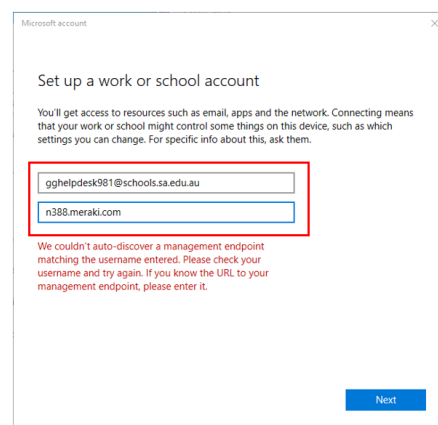 Microsoft account
Set up a work or school account
You'll get access to resources such as email, apps and the network. Connecting means
that your work or school might control some things on this device, such as which
settings you can change. For specific info about this, ask them.
gghelpdesk981@schools.sa.edu.au
n388.meraki.com
We couldn't auto-discover a management endpoint
matching the username entered. Please check your
username and try again. If you know the URL to your
management endpoint, please enter it.
Next